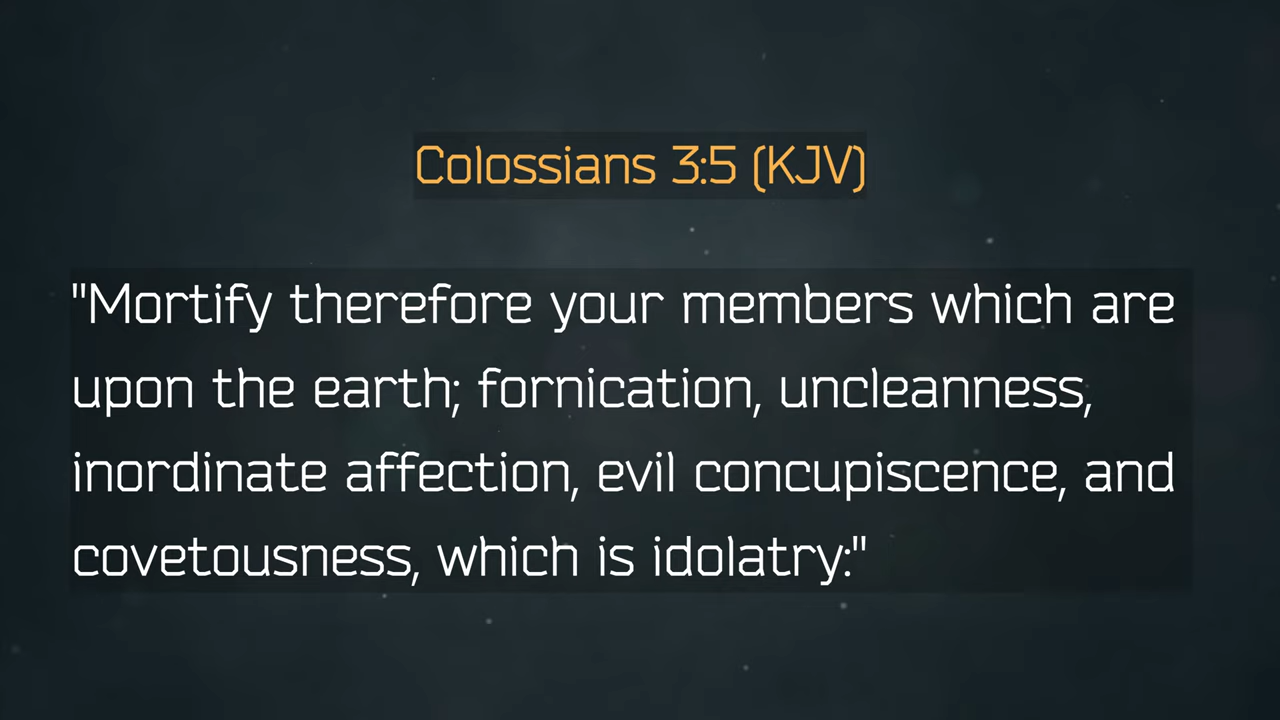 Colossians 3:5 (KJV)
"Mortify therefore your members which are
upon the earth; fornication, uncleanness,
inordinate affection, evil concupiscence, and
covetousness, which is idolatry:"